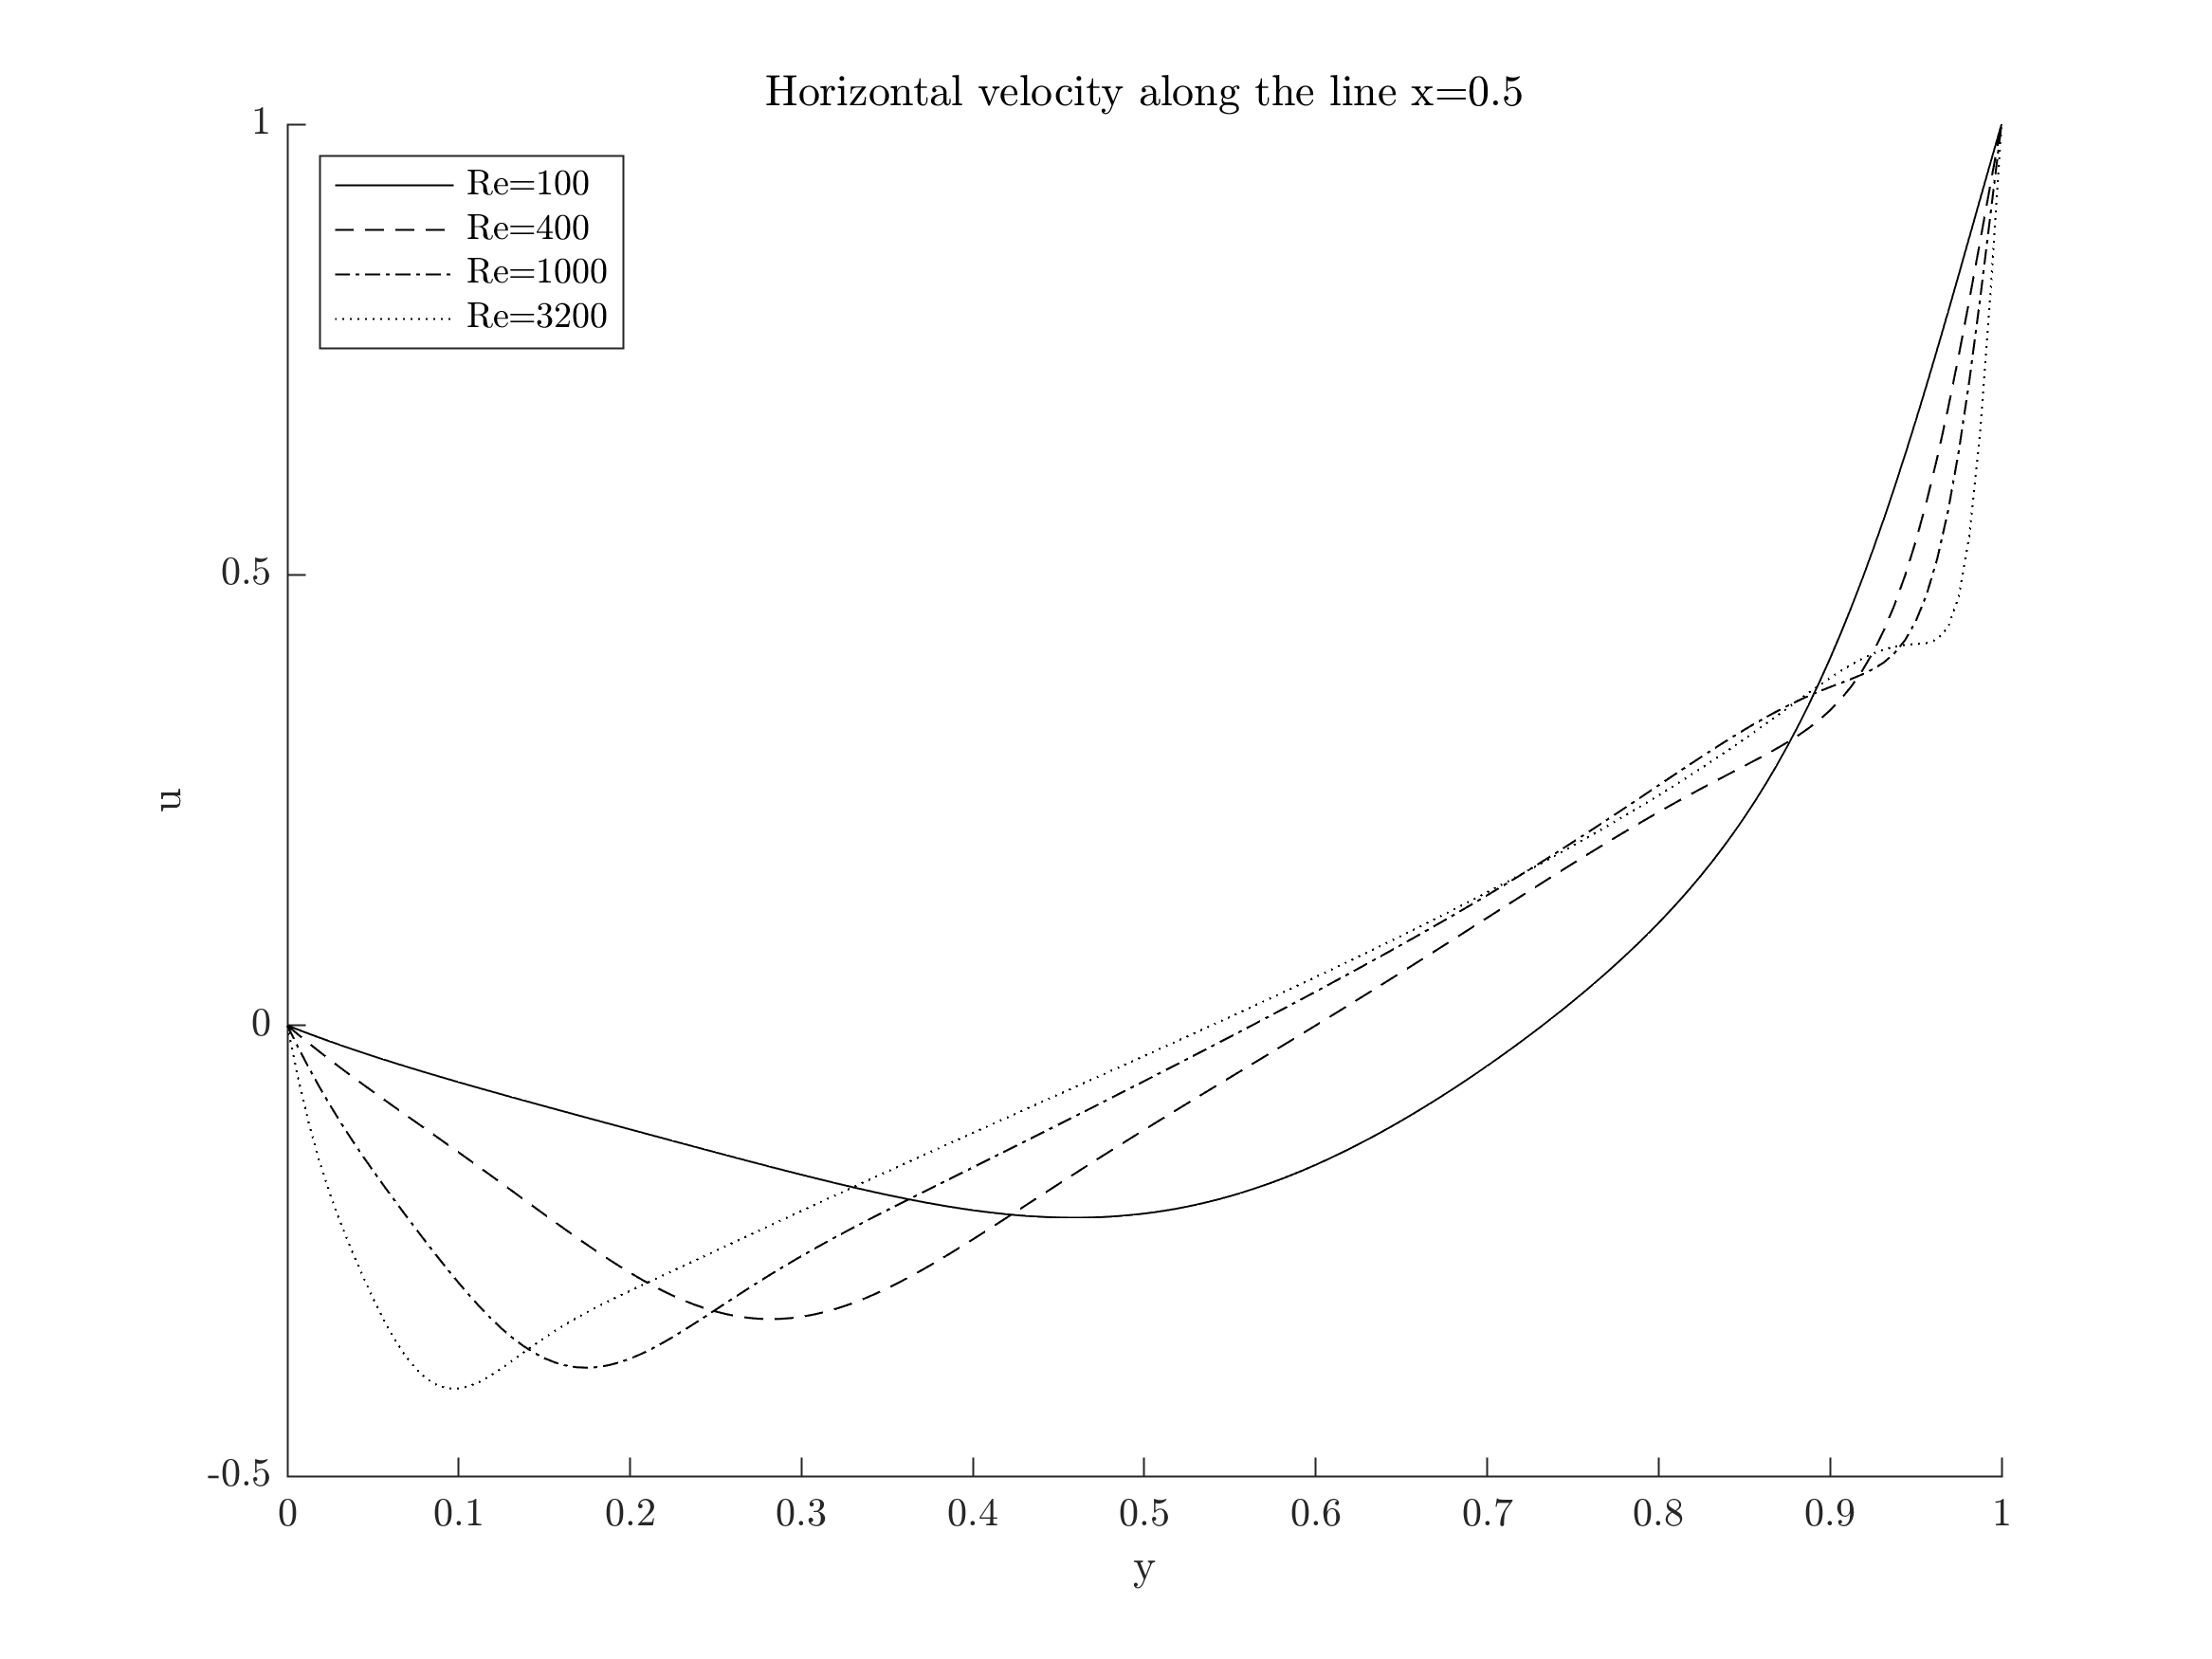 Horizontal velocity along the line x=0.5
1
Re=100
Re=400
Re=1000
Re=3200
0.5
u
0
-0.5
0 0.1 0.2 0.3 0.4 0.5 0.6 0.7 0.8 0.9 1
y